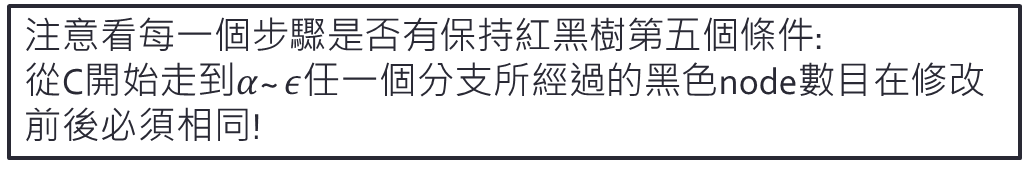 注意看每一個步驟是否有保持紅黑樹第五個條件:
從C開始走到α~ϵ任一個分支所經過的黑色node數目在修改
前後必須相同!